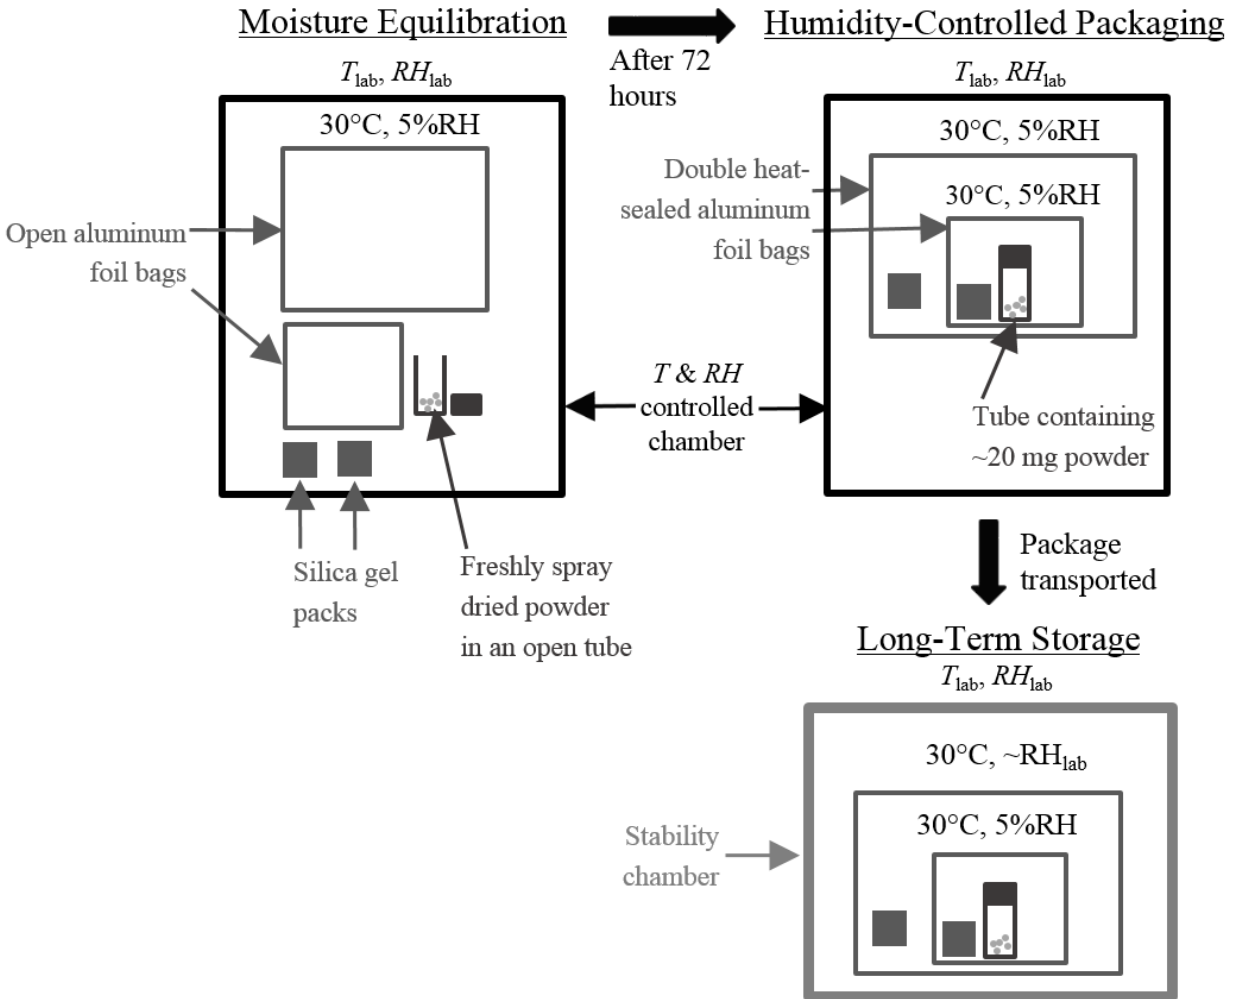 Moisture Equilibration
After 72
hours
Humidity-Controlled Packaging
Tlab, RHlab
30°C, 5%RH
Open aluminum
foil bags
Silica gel
packs
Freshly spray
dried powder
in an open tube
T & RH
controlled
chamber
Tlab, RHlab
30°C, 5%RH
Double heat-
sealed aluminum
foil bags
30°C, 5%RH
Tube containing
~20 mg powder
Package
transported
Long-Term Storage
Tlab, RHlab
30°C, ~RHlab
30°C, 5%RH
Stability
chamber